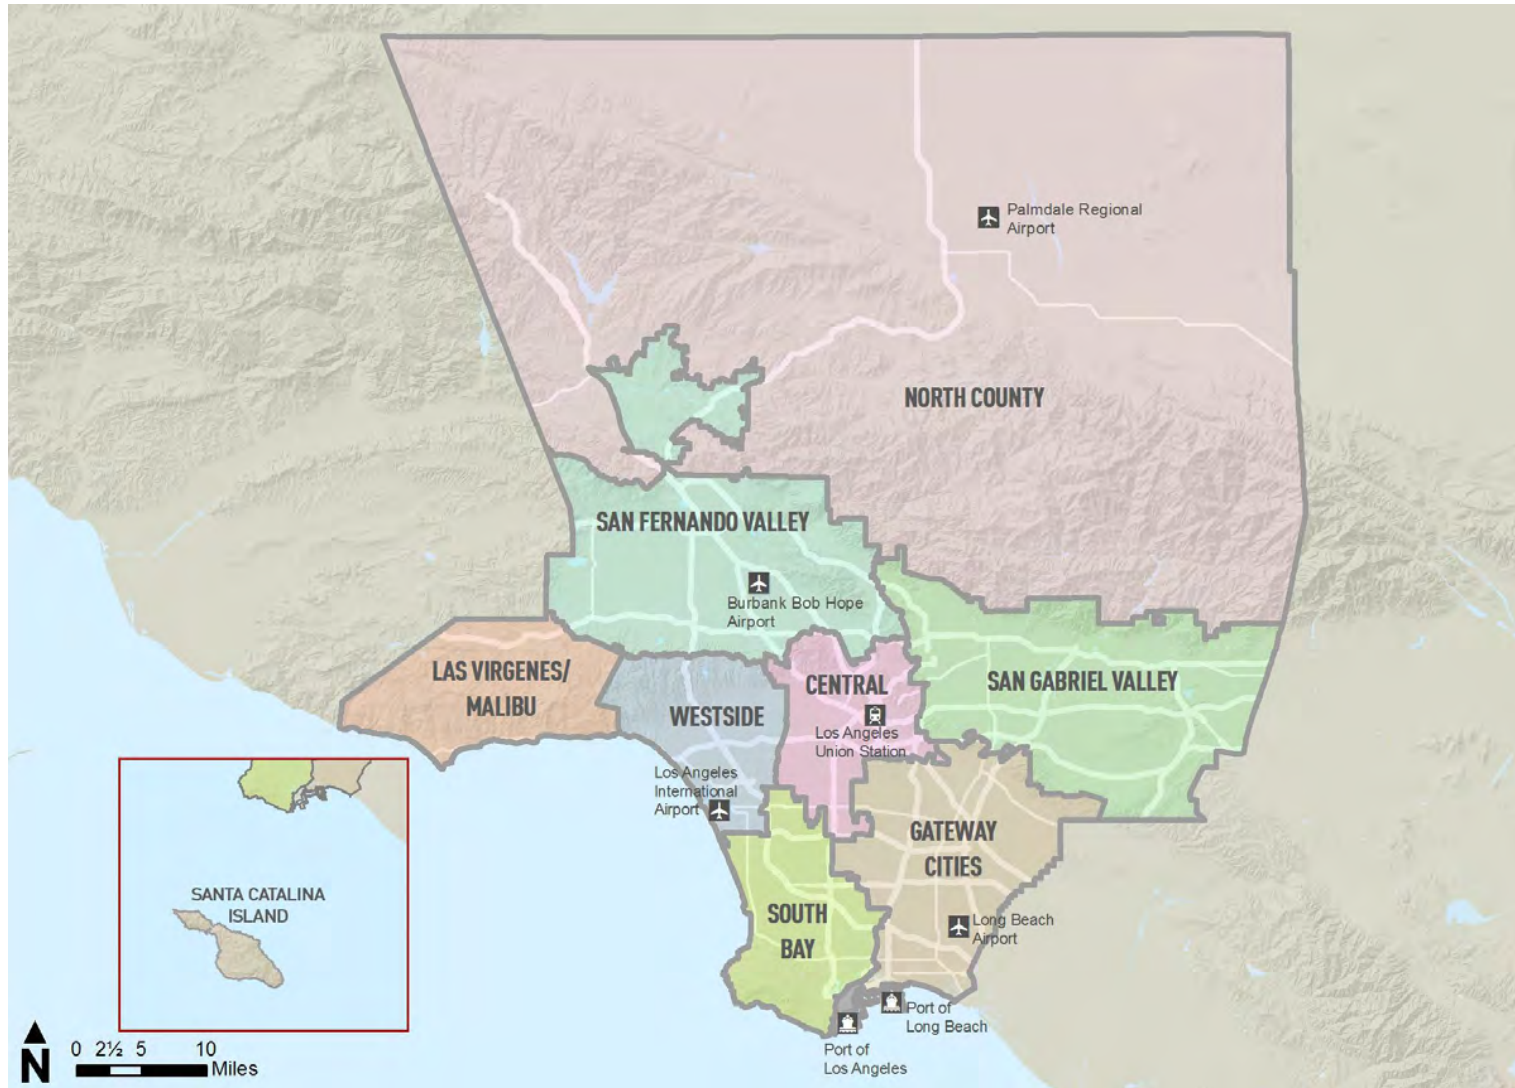 Palmdale Regional
Airport
NORTH COUNTY
SAN FERNANDO VALLEY
Burbank Bob Hope
Airport
LAS VIRGENES/
MALIBU
WESTSIDE
CENTRAL
SAN GABRIEL VALLEY
Los Angeles
Union Station
Los Angeles
International
Airport
GATEWAY
CITIES
SOUTH
BAY
Long Beach
Airport
SANTA CATALINA
ISLAND
Port of
Long Beach
Port of
Los Angeles
N
0 2½ 5 10
Miles